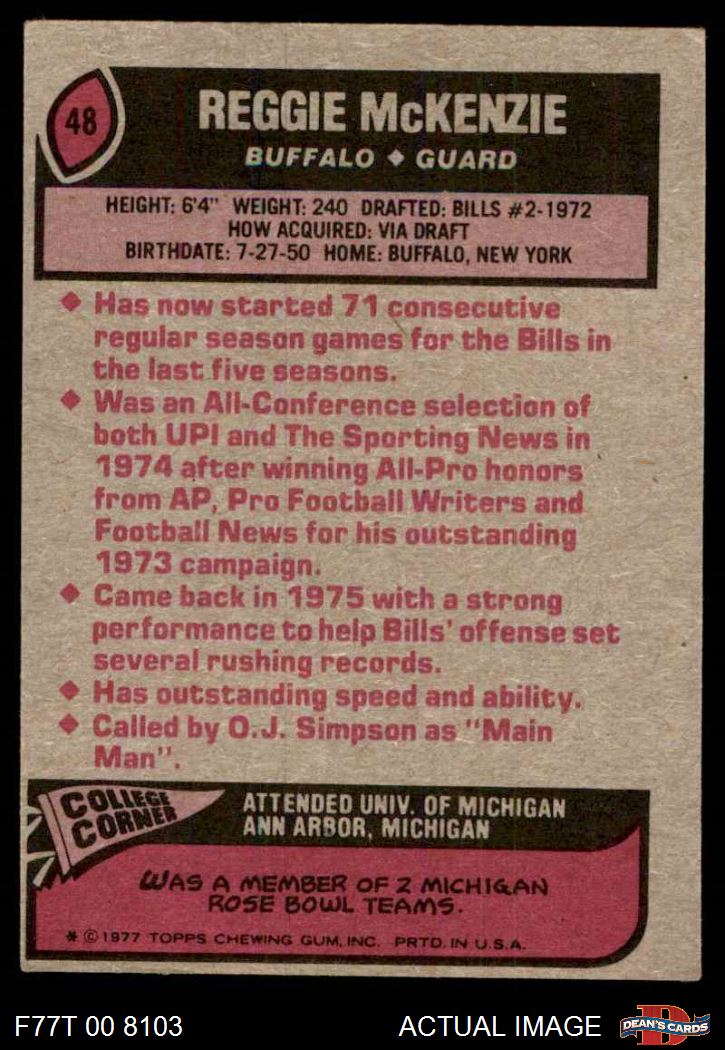 48
REGGIE McKENZIE
BUFFALO ◆ GUARD
HEIGHT: 6'4" WEIGHT: 240 DRAFTED: BILLS #2-1972
HOW ACQUIRED: VIA DRAFT
BIRTHDATE: 7-27-50 HOME: BUFFALO, NEW YORK
◆ Has now started 71 consecutive
regular season games for the Bills in
the last five seasons.
◆ Was an All-Conference selection of
both UPI and The Sporting News in
1974 after winning All-Pro honors
from AP, Pro Football Writers and
Football News for his outstanding
1973 campaign.
◆ Came back in 1975 with a strong
performance to help Bills' offense set
several rushing records.
◆ Has outstanding speed and ability.
◆ Called by O.J. Simpson as "Main
Man".
COLLEGE
CORNER
ATTENDED UNIV. OF MICHIGAN
ANN ARBOR, MICHIGAN
WAS A MEMBER OF 2 MICHIGAN
ROSE BOWL TEAMS.
* © 1977 TOPPS CHEWING GUM, INC. PRTD. IN U.S.A.
F77T 00 8103
ACTUAL IMAGE
D
DEAN'S CARDS